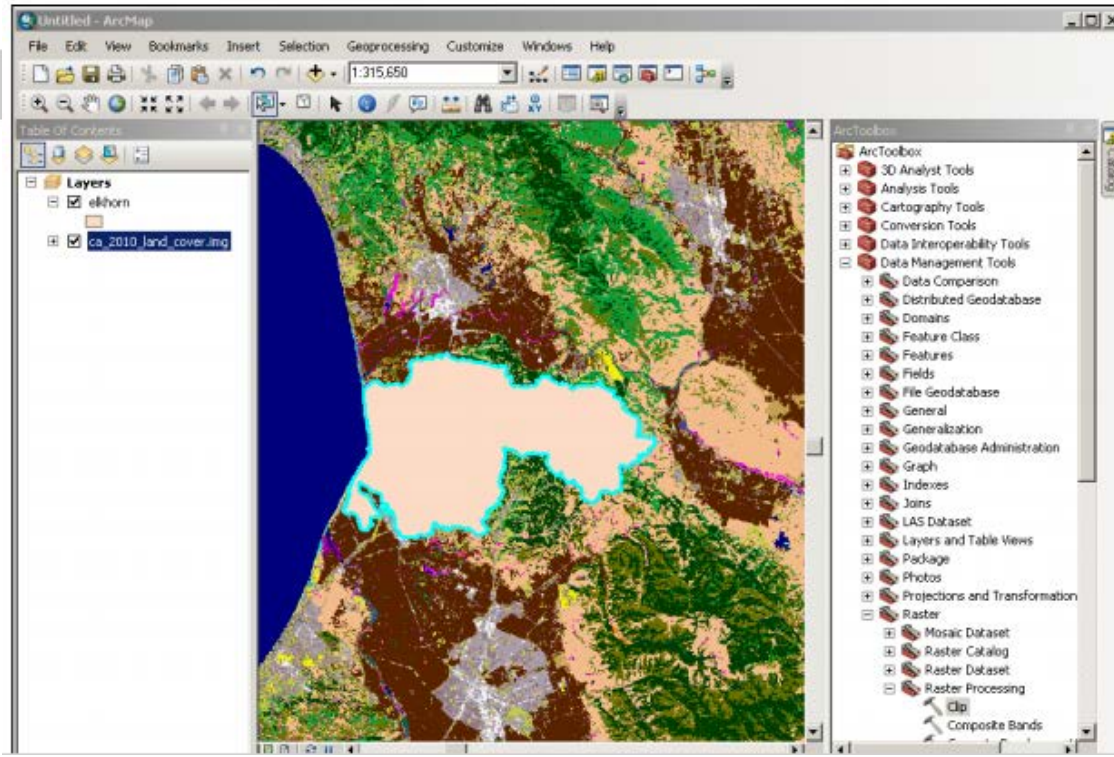 Untitled - ArcMap
File Edit View Bookmarks Insert Selection Geoprocessing Customize Windows Help
1:315,650
Table Of Contents
Layers
elkhorn
ca_2010_land_cover.img
ArcToolbox
ArcToolbox
3D Analyst Tools
Analysis Tools
Cartography Tools
Conversion Tools
Data Interoperability Tools
Data Management Tools
Data Comparison
Distributed Geodatabase
Domains
Feature Class
Features
Fields
File Geodatabase
General
Generalization
Geodatabase Administration
Graph
Indexes
Joins
LAS Dataset
Layers and Table Views
Package
Photos
Projections and Transformation
Raster
Mosaic Dataset
Raster Catalog
Raster Dataset
Raster Processing
Clip
Composite Bands